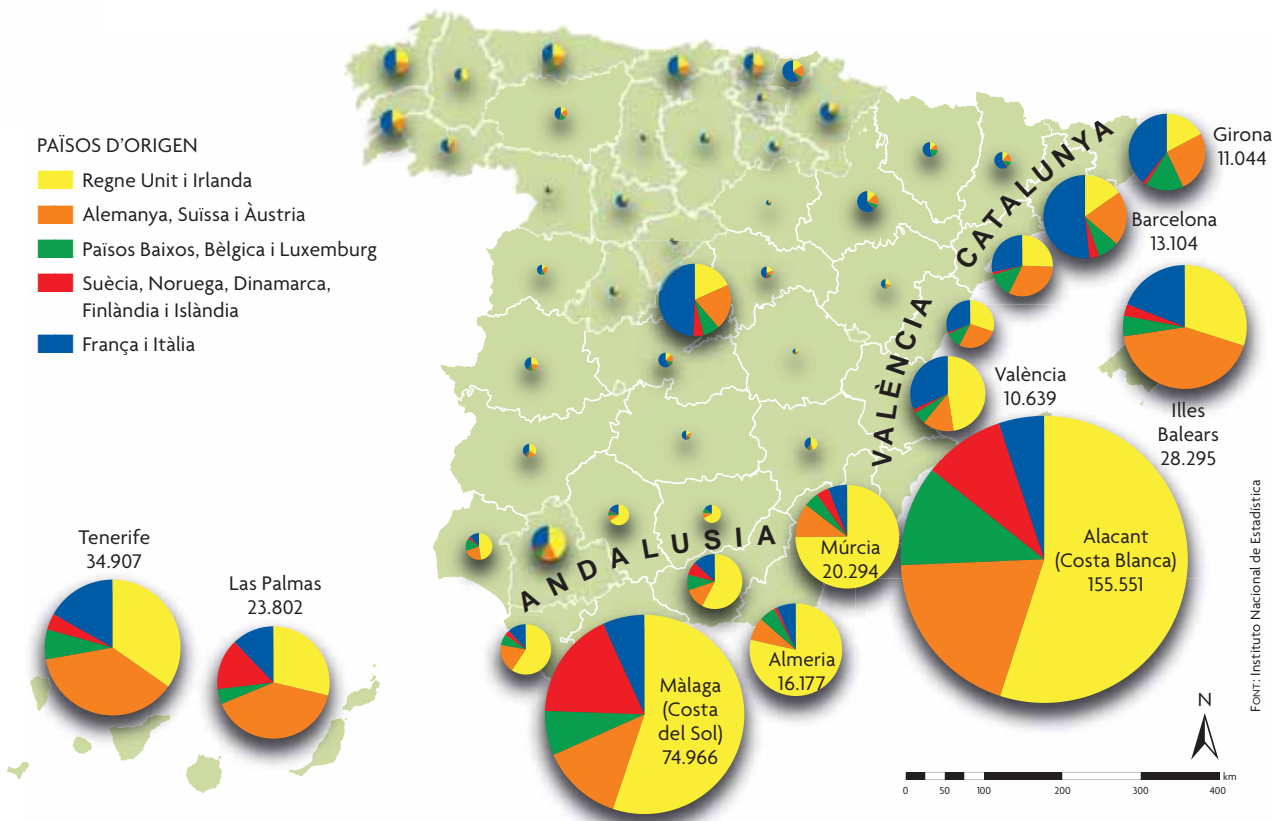 PAÏSOS D'ORIGEN
Regne Unit i Irlanda
Alemanya, Suïssa i Àustria
Països Baixos, Bèlgica i Luxemburg
Suècia, Noruega, Dinamarca,
Finlàndia i Islàndia
França i Itàlia
CATALUNYA
VALÈNCIA
ANDALUSIA
Girona
11.044
Barcelona
13.104
Illes
Balears
28.295
València
10.639
Alacant
(Costa Blanca)
155.551
Múrcia
20.294
Almeria
16.177
Màlaga
(Costa
del Sol)
74.966
Tenerife
34.907
Las Palmas
23.802
FONT: Instituto Nacional de Estadística
N
km
0 50 100 200 300 400